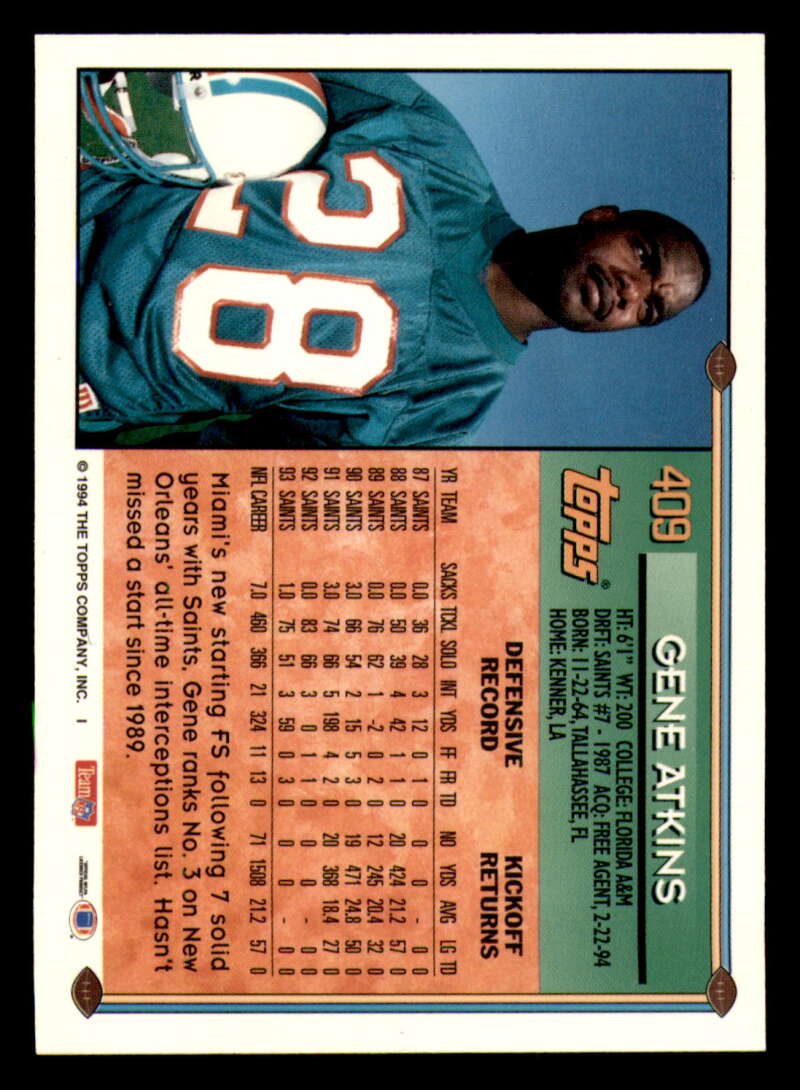 409
GENE ATKINS
Topps®
HT: 6'1" WT: 200 COLLEGE: FLORIDA A&M
DRFT: SAINTS #7 - 1987 ACQ: FREE AGENT, 2-22-94
BORN: 11-22-64, TALLAHASSEE, FL
HOME: KENNER, LA
DEFENSIVE RECORD KICKOFF RETURNS
YR TEAM SACKS TCKL SOLO INT YDS FF FR TD NO YDS AVG LG TD
87 SAINTS 0.0 36 28 3 12 0 1 0 0 0 - 0 0
88 SAINTS 0.0 50 39 4 42 1 1 0 20 424 21.2 57 0
89 SAINTS 0.0 76 62 1 -2 0 2 0 12 245 20.4 32 0
90 SAINTS 3.0 66 54 2 15 5 3 0 19 471 24.8 50 0
91 SAINTS 3.0 74 66 5 198 4 2 0 20 368 18.4 27 0
92 SAINTS 0.0 83 66 3 0 1 1 0 0 0 - 0 0
93 SAINTS 1.0 75 51 3 59 0 3 0 0 0 - 0 0
NFL CAREER 7.0 460 366 21 324 11 13 0 71 1508 21.2 57 0
Miami's new starting FS following 7 solid
years with Saints, Gene ranks No. 3 on New
Orleans' all-time interceptions list. Hasn't
missed a start since 1989.
© 1994 THE TOPPS COMPANY, INC. I
Team NFL
28